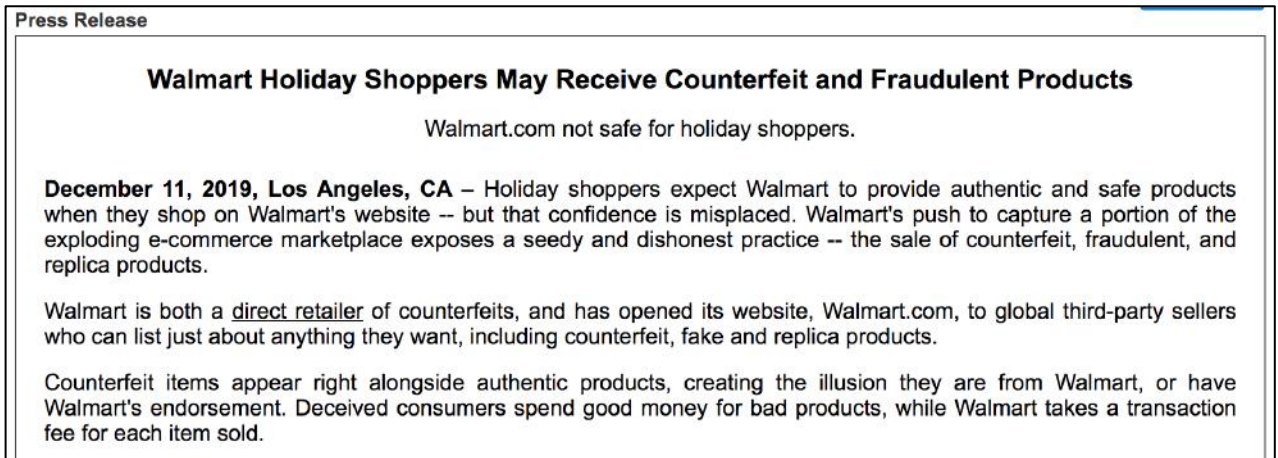 Press Release
Walmart Holiday Shoppers May Receive Counterfeit and Fraudulent Products
Walmart.com not safe for holiday shoppers.
December 11, 2019, Los Angeles, CA – Holiday shoppers expect Walmart to provide authentic and safe products
when they shop on Walmart's website -- but that confidence is misplaced. Walmart's push to capture a portion of the
exploding e-commerce marketplace exposes a seedy and dishonest practice -- the sale of counterfeit, fraudulent, and
replica products.
Walmart is both a direct retailer of counterfeits, and has opened its website, Walmart.com, to global third-party sellers
who can list just about anything they want, including counterfeit, fake and replica products.
Counterfeit items appear right alongside authentic products, creating the illusion they are from Walmart, or have
Walmart's endorsement. Deceived consumers spend good money for bad products, while Walmart takes a transaction
fee for each item sold.